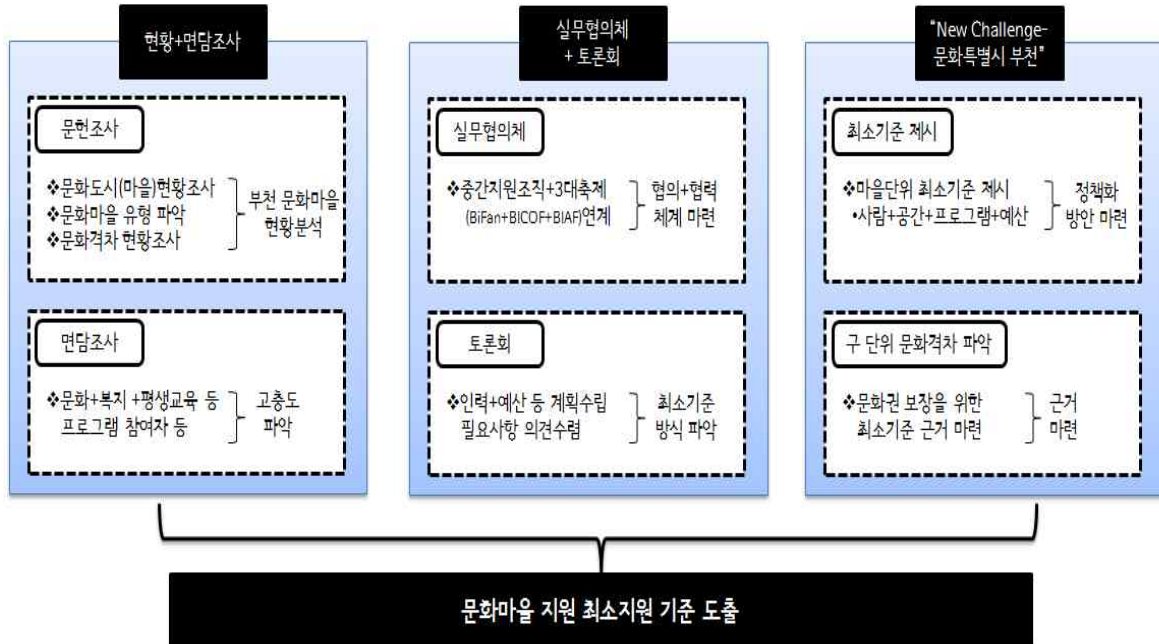 현황+면담조사
문헌조사
❖문화도시(마을)현황조사
❖문화마을 유형 파악
❖문화격차 현황조사
부천 문화마을
현황분석
면담조사
❖문화+복지 +평생교육 등
프로그램 참여자 등
고충도
파악
실무협의체
+ 토론회
실무협의체
❖중간지원조직+3대축제
(BiFan+BICOF+BIAF)연계
협의+협력
체계 마련
토론회
❖인력+예산 등 계획수립
필요사항 의견수렴
최소기준
방식 파악
“New Challenge-
문화특별시 부천”
최소기준 제시
❖마을단위 최소기준 제시
•사람+공간+프로그램+예산
정책화
방안 마련
구 단위 문화격차 파악
❖문화권 보장을 위한
최소기준 근거 마련
근거
마련
문화마을 지원 최소지원 기준 도출